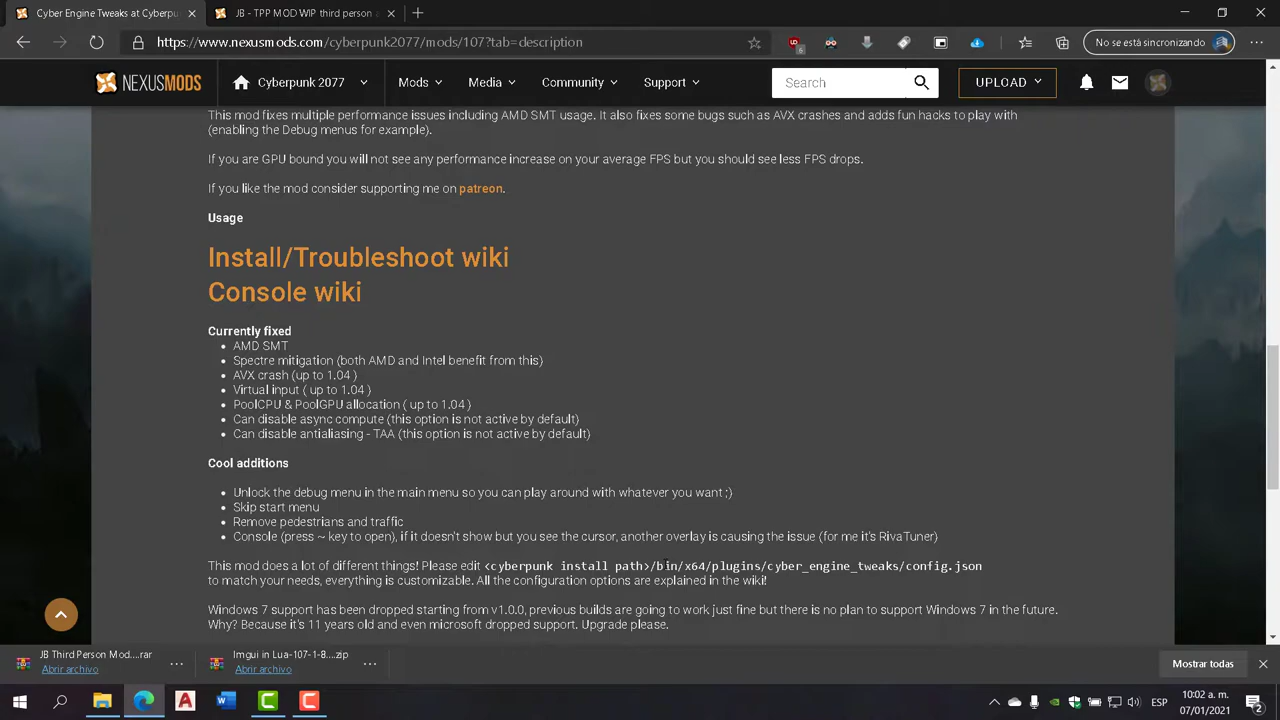 Cyber Engine Tweaks at Cyberpu
JB - TPP MOD WIP third person
https://www.nexusmods.com/cyberpunk2077/mods/107?tab=description
6
No se está sincronizando
NEXUSMODS
Cyberpunk 2077
Mods
Media
Community
Support
Search
UPLOAD
This mod fixes multiple performance issues including AMD SMT usage. It also fixes some bugs such as AVX crashes and adds fun hacks to play with
(enabling the Debug menus for example).
If you are GPU bound you will not see any performance increase on your average FPS but you should see less FPS drops.
If you like the mod consider supporting me on patreon.
Usage
Install/Troubleshoot wiki
Console wiki
Currently fixed
• AMD SMT
• Spectre mitigation (both AMD and Intel benefit from this)
• AVX crash (up to 1.04 )
• Virtual input ( up to 1.04 )
• PoolCPU & PoolGPU allocation ( up to 1.04 )
• Can disable async compute (this option is not active by default)
• Can disable antialiasing - TAA (this option is not active by default)
Cool additions
• Unlock the debug menu in the main menu so you can play around with whatever you want ;)
• Skip start menu
• Remove pedestrians and traffic
• Console (press ~ key to open), if it doesn't show but you see the cursor, another overlay is causing the issue (for me it's RivaTuner)
This mod does a lot of different things! Please edit <cyberpunk install path>/bin/x64/plugins/cyber_engine_tweaks/config.json
to match your needs, everything is customizable. All the configuration options are explained in the wiki!
Windows 7 support has been dropped starting from v1.0.0, previous builds are going to work just fine but there is no plan to support Windows 7 in the future.
Why? Because it's 11 years old and even microsoft dropped support. Upgrade please.
JB Third Person Mod....rar
Abrir archivo
Imgui in Lua-107-1-8....zip
Abrir archivo
Mostrar todas
ESP
10:02 a. m.
07/01/2021
2